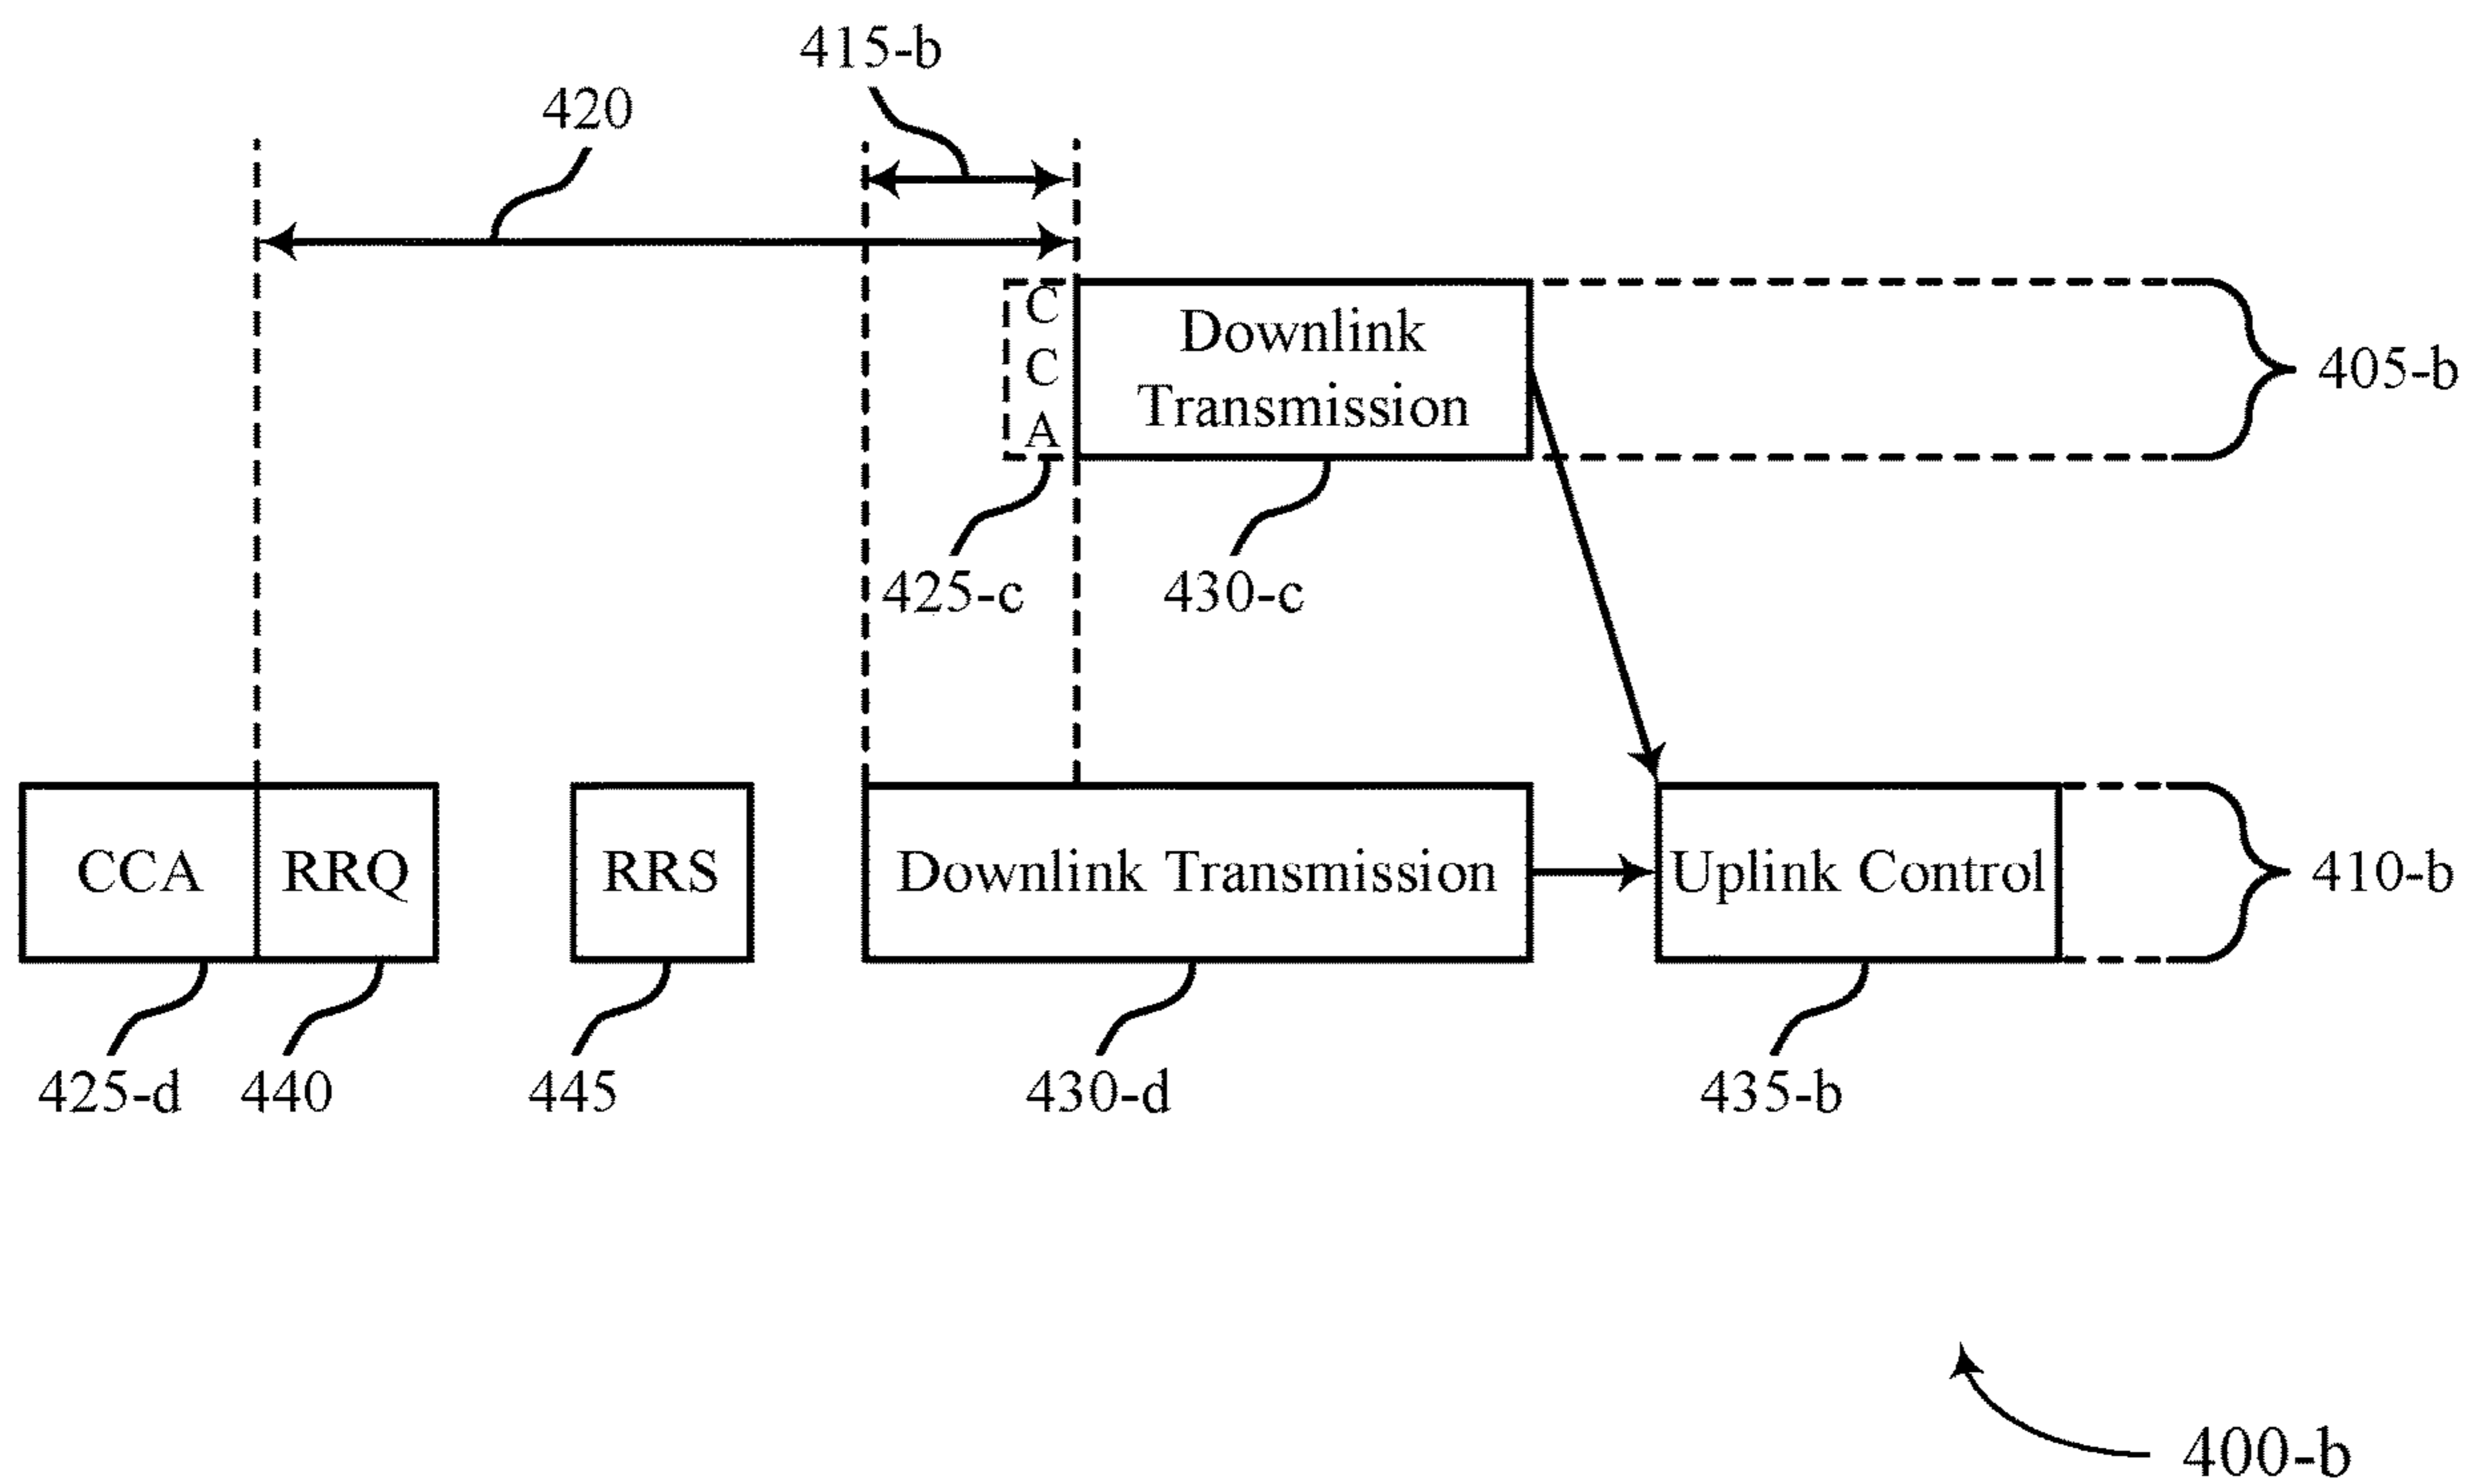 415-b
420
C
C
A
Downlink
Transmission
405-b
425-c
430-c
CCA
RRQ
RRS
Downlink Transmission
Uplink Control
410-b
425-d
440
445
430-d
435-b
400-b